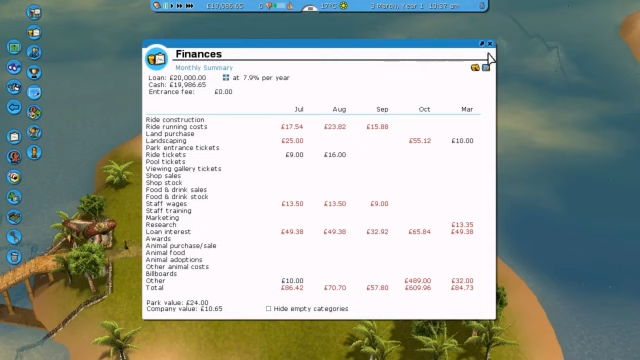 £19,986.65 0 17°C 3 March, Year 1 10:37 am
Finances
Monthly Summary
Loan: £20,000.00 at 7.9% per year
Cash: £19,986.65
Entrance fee: £0.00
Jul Aug Sep Oct Mar
Ride construction
Ride running costs £17.54 £23.82 £15.88
Land purchase
Landscaping £25.00 £55.12 £10.00
Park entrance tickets
Ride tickets £9.00 £16.00
Pool tickets
Viewing gallery tickets
Shop sales
Shop stock
Food & drink sales
Food & drink stock
Staff wages £13.50 £13.50 £9.00
Staff training
Marketing
Research £13.35
Loan interest £49.38 £49.38 £32.92 £65.84 £49.38
Awards
Animal purchase/sale
Animal food
Animal adoptions
Other animal costs
Billboards
Other £10.00 £489.00 £32.00
Total £86.42 £70.70 £57.80 £609.96 £84.73
Park value: £24.00
Company value: £10.65 Hide empty categories